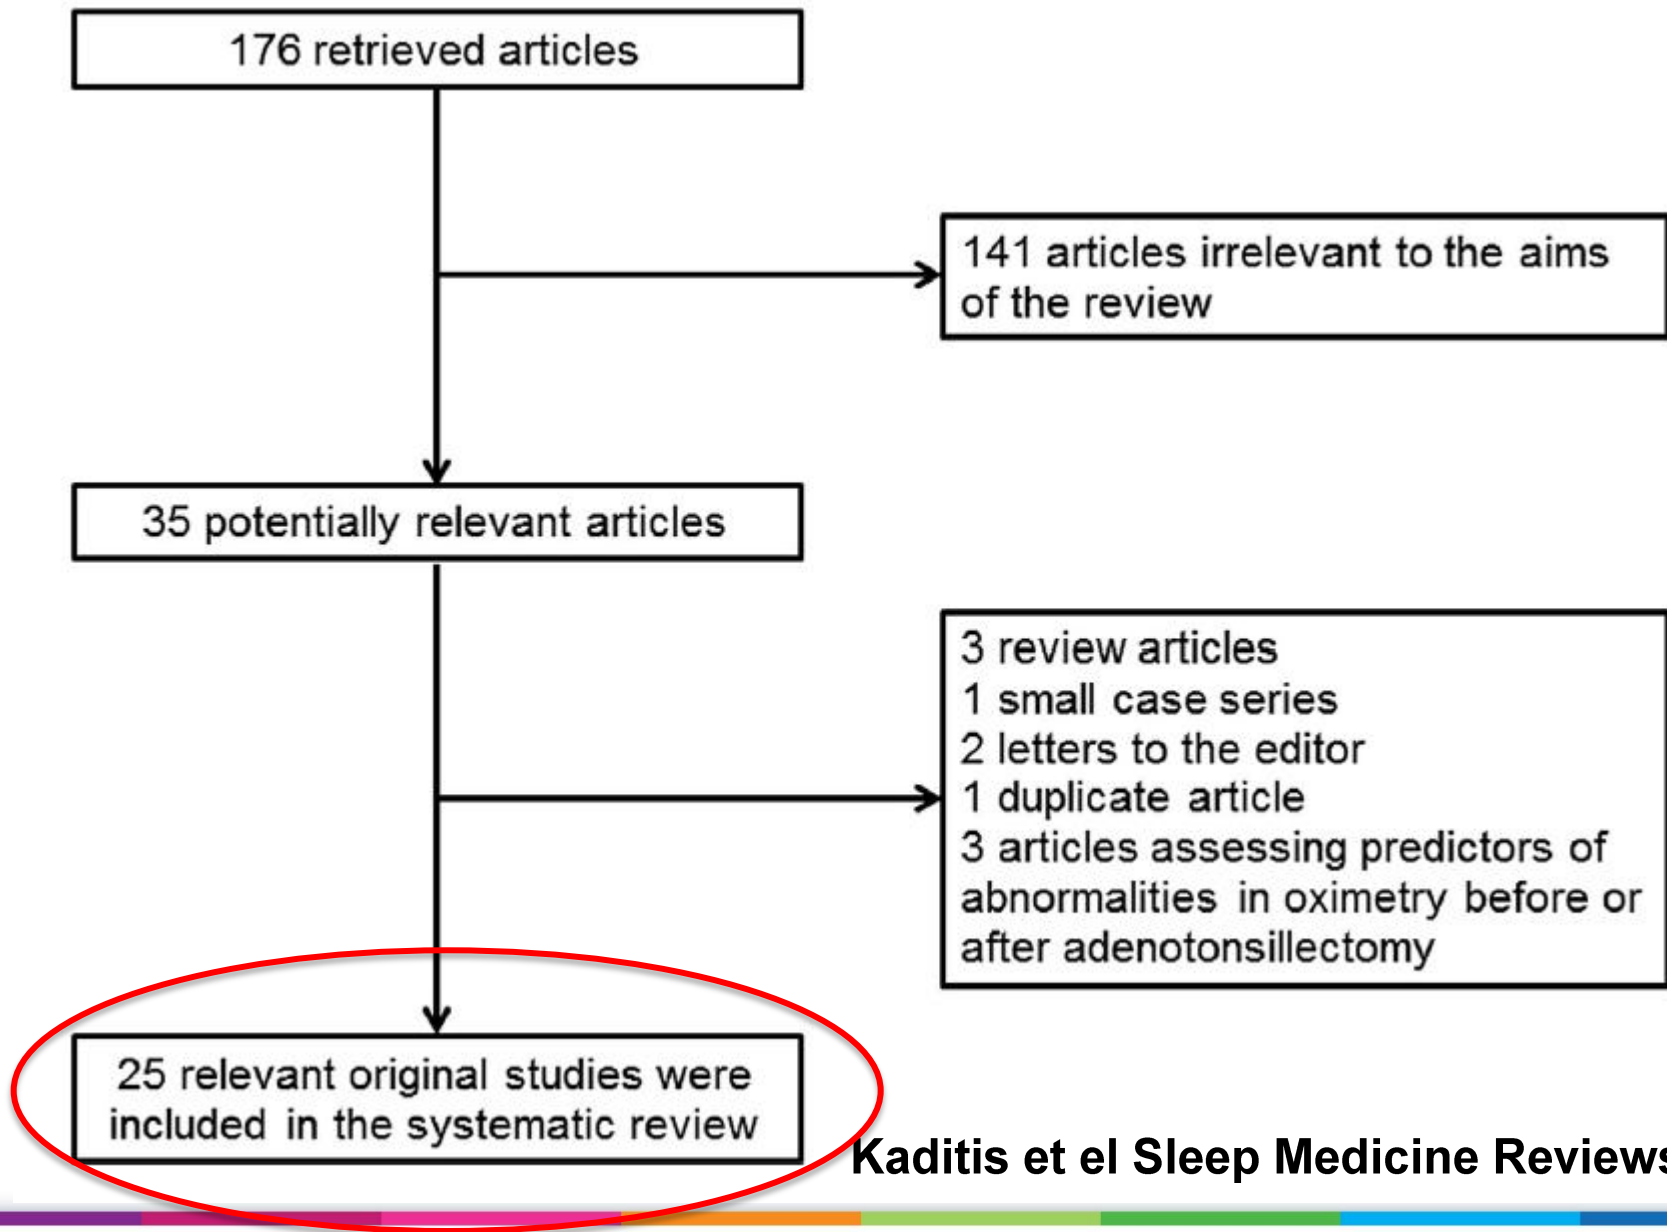 176 retrieved articles
141 articles irrelevant to the aims
of the review
35 potentially relevant articles
3 review articles
1 small case series
2 letters to the editor
1 duplicate article
3 articles assessing predictors of
abnormalities in oximetry before or
after adenotonsillectomy
25 relevant original studies were
included in the systematic review
Kaditis et el Sleep Medicine Reviews